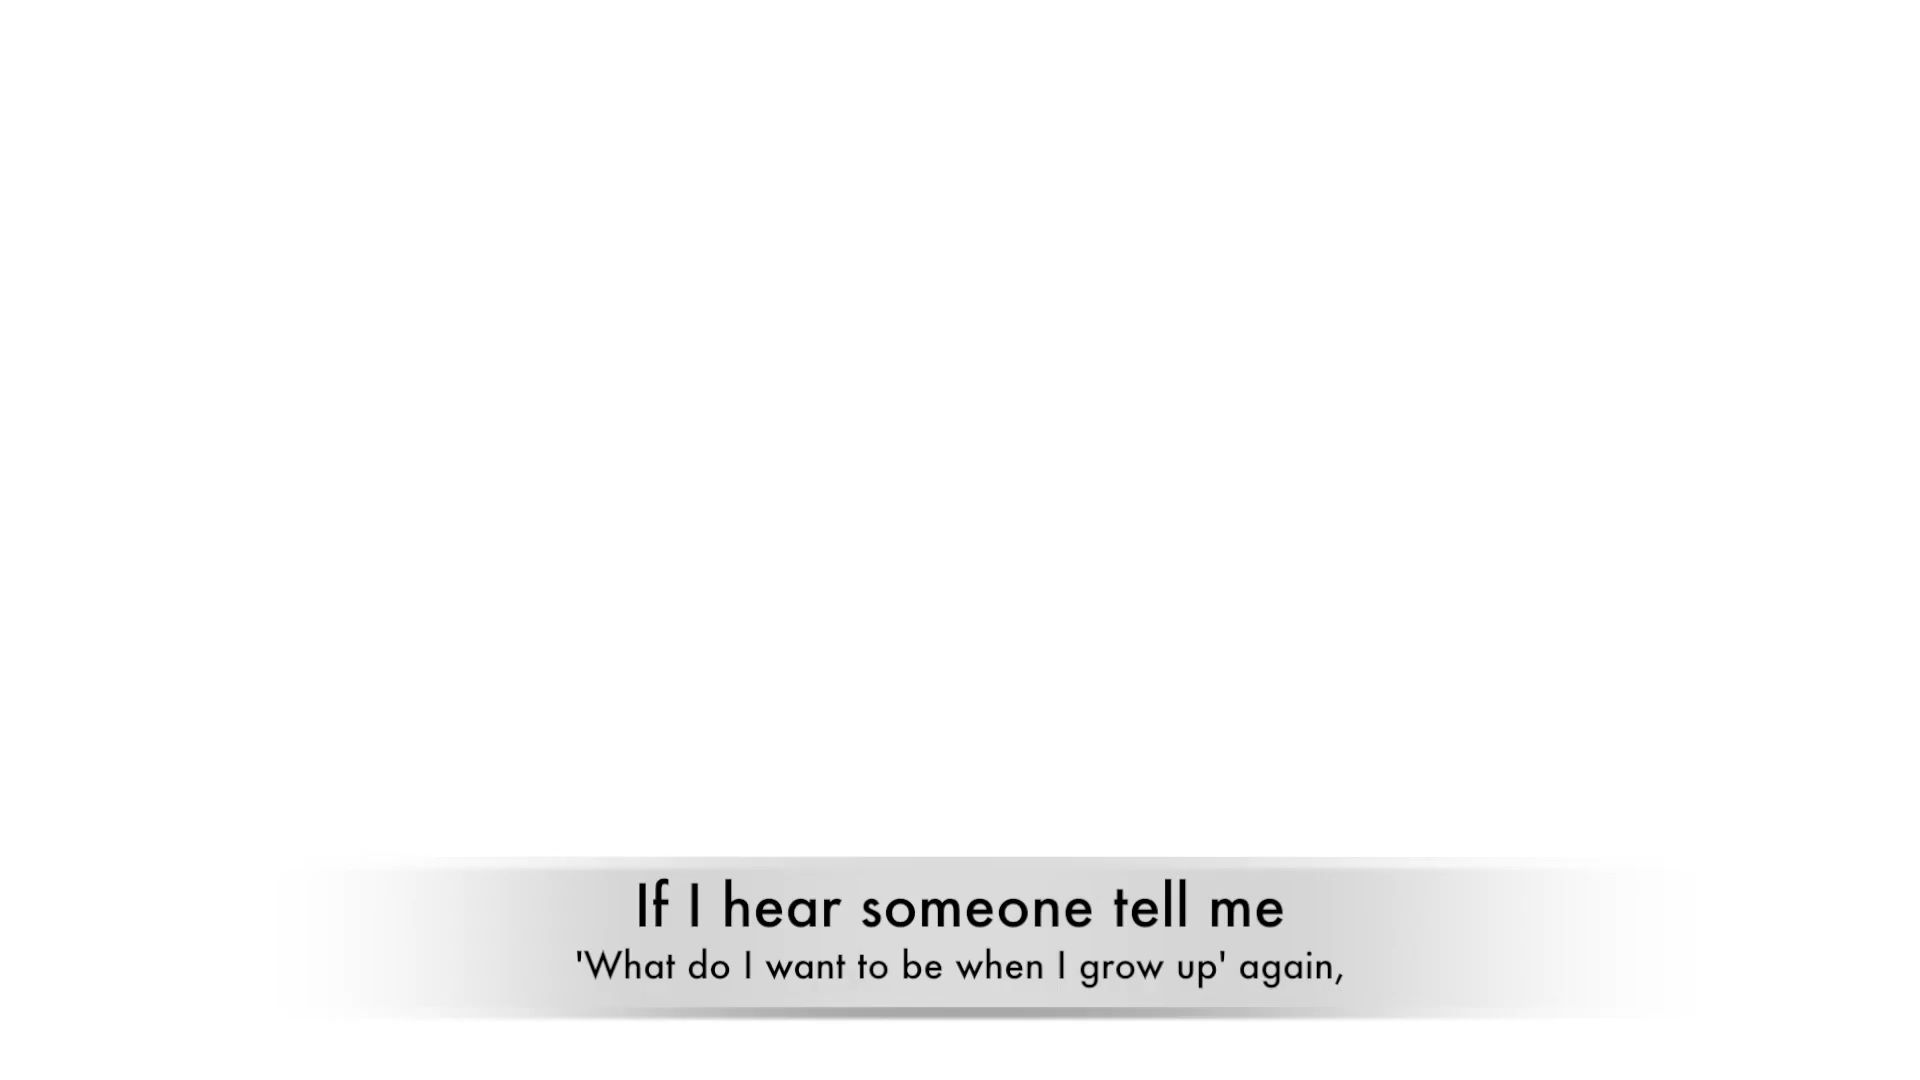 If I hear someone tell me
'What do I want to be when I grow up' again,